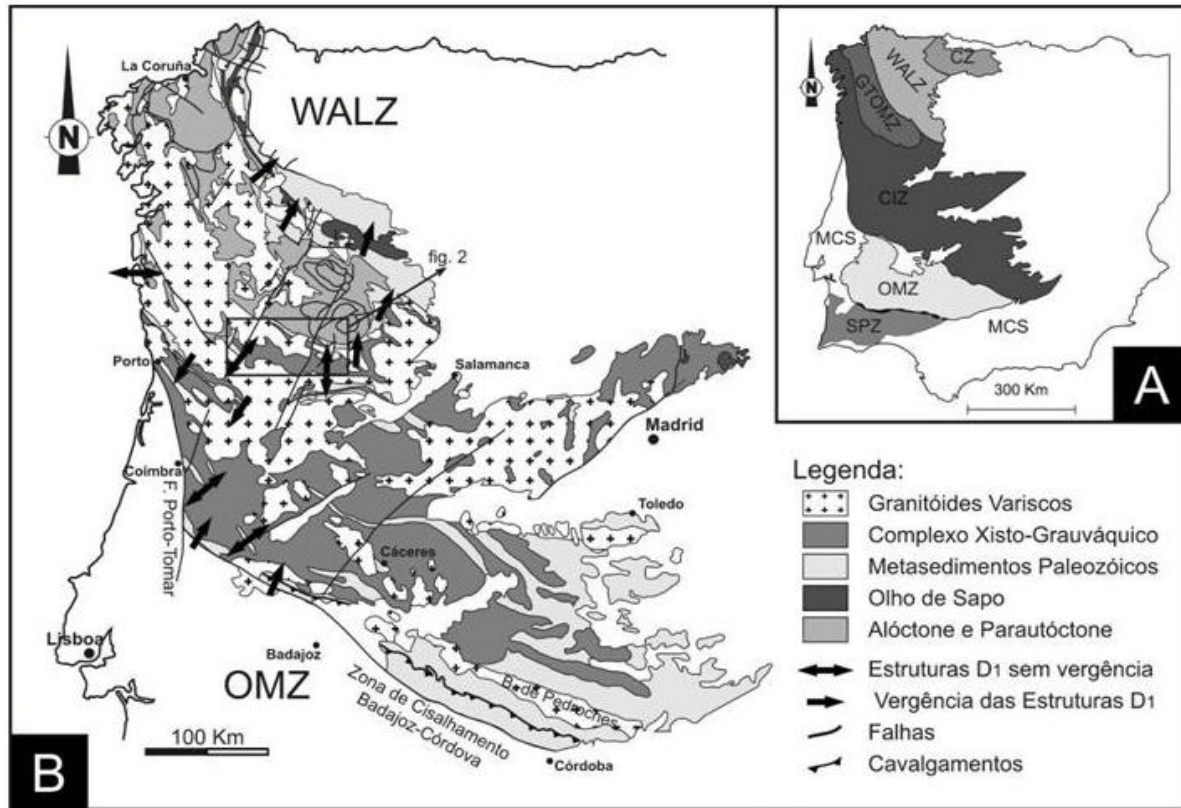 La Coruña
WALZ
N
fig. 2
Porto
Salamanca
Madrid
Coimbra
F. Porto-Tomar
Toledo
Cáceres
Lisboa
Badajoz
OMZ
B. de Pedroches
Zona de Cisalhamento
Badajoz-Córdova
100 Km
Córdoba
B
N
CZ
WALZ
GTOMZ
CIZ
MCS
OMZ
SPZ
MCS
300 Km
A
Legenda:
Granitóides Variscos
Complexo Xisto-Grauváquico
Metasedimentos Paleozóicos
Olho de Sapo
Alóctone e Parautóctone
Estruturas D1 sem vergência
Vergência das Estruturas D1
Falhas
Cavalgamentos